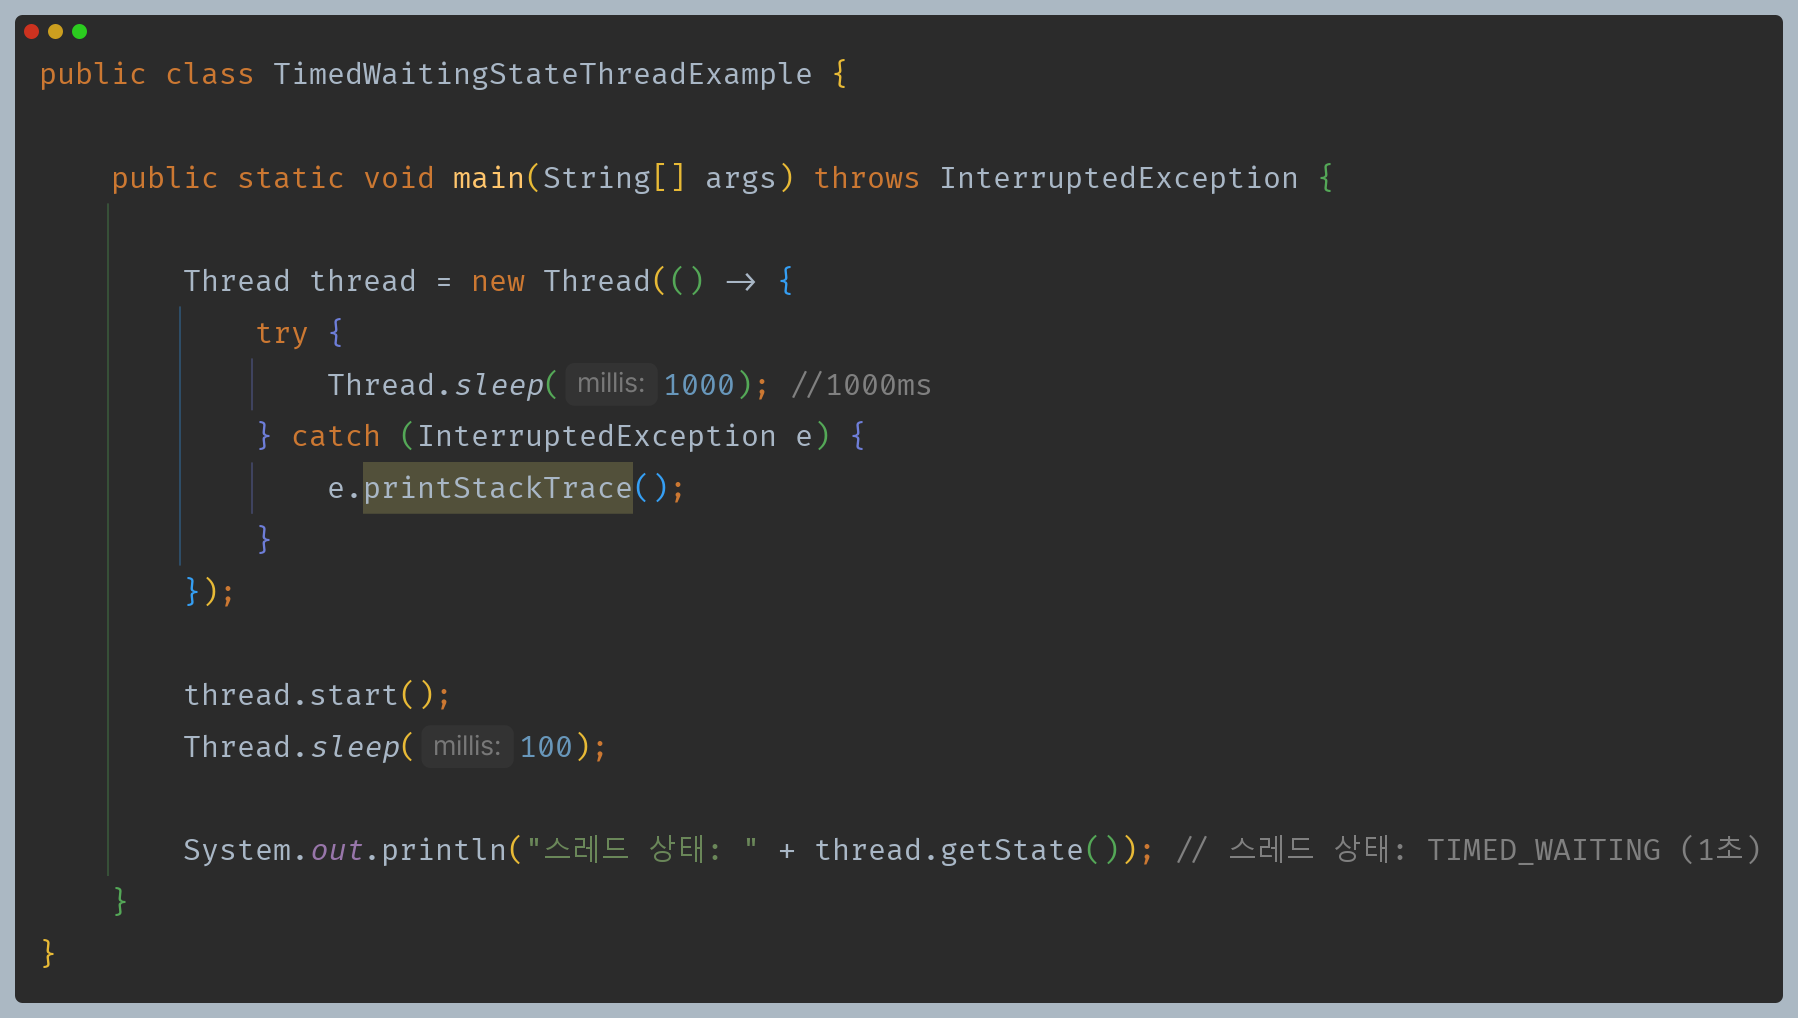 public class TimedWaitingStateThreadExample {
public static void main(String[] args) throws InterruptedException {
Thread thread = new Thread(() -> {
try {
Thread.sleep( millis: 1000); //1000ms
} catch (InterruptedException e) {
e.printStackTrace();
}
});
thread.start();
Thread.sleep( millis: 100);
System.out.println("스레드 상태: " + thread.getState()); // 스레드 상태: TIMED_WAITING (1초)
}
}